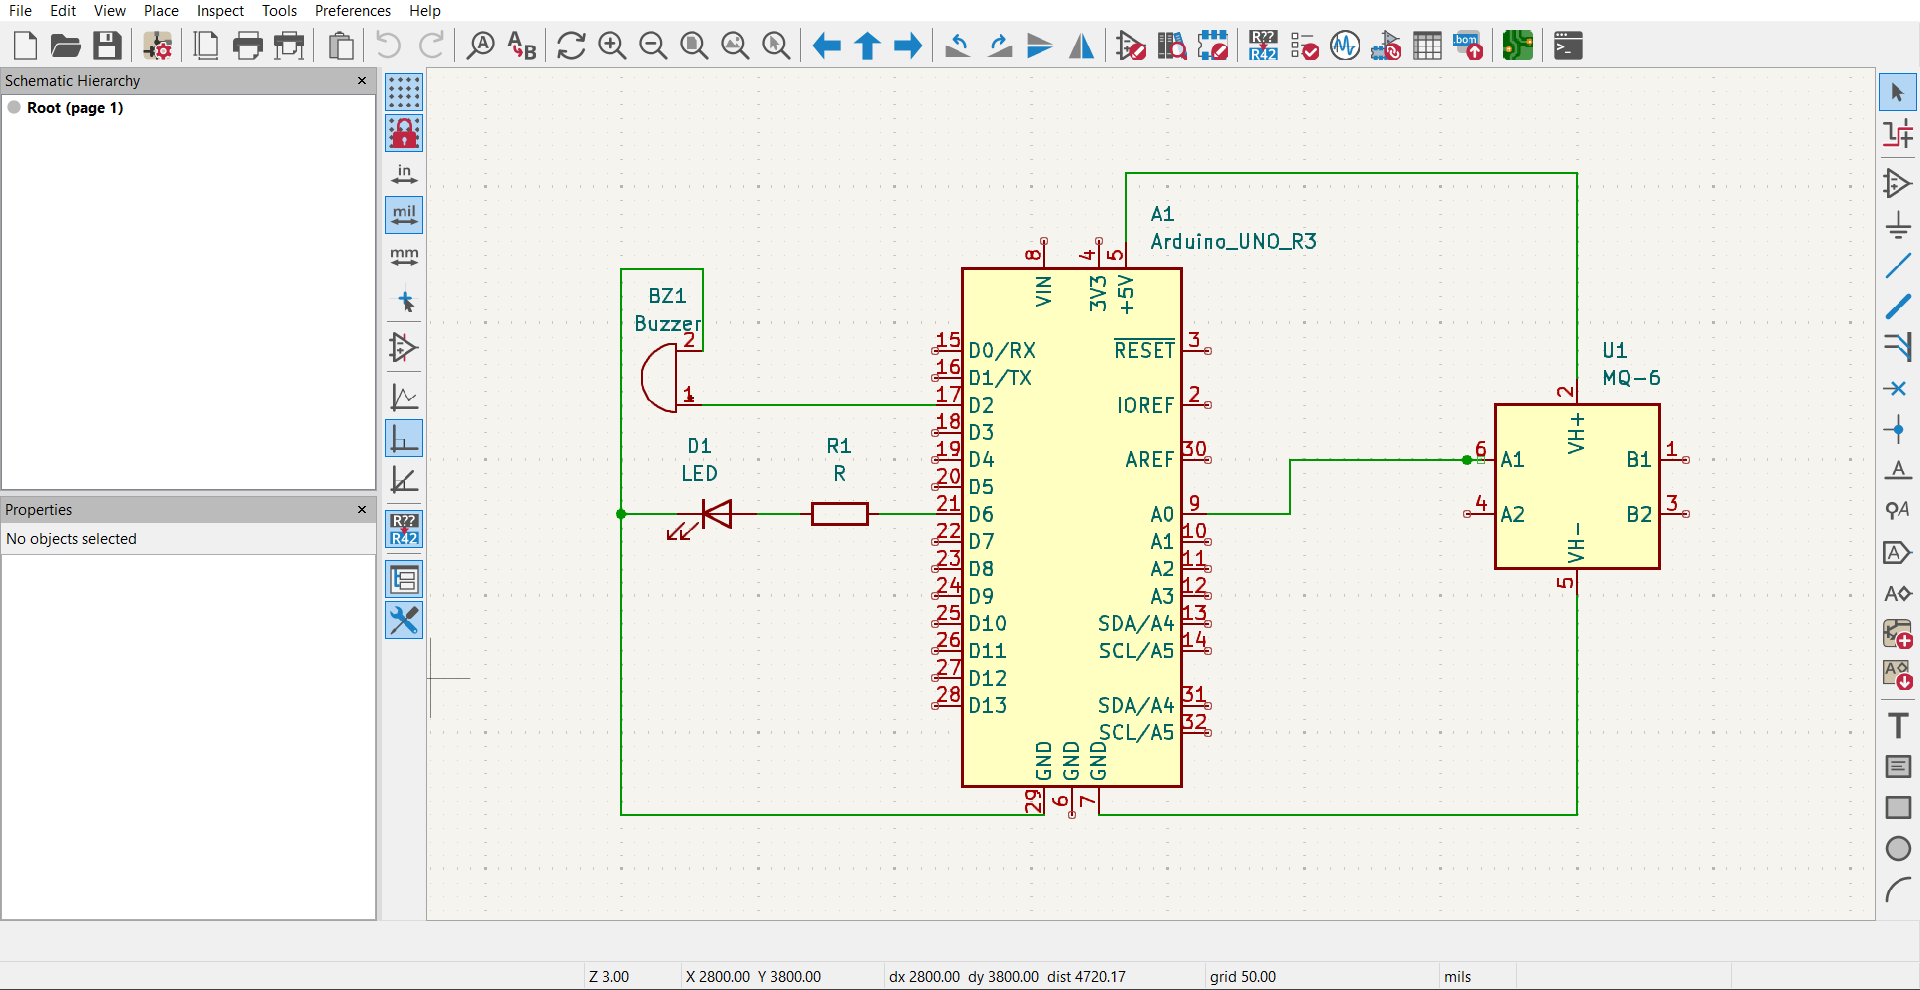 File Edit View Place Inspect Tools Preferences Help
A
A B
R??
R42
bom
Schematic Hierarchy
Root (page 1)
in
mil
mm
R??
R42
Properties
No objects selected
A1
Arduino_UNO_R3
8 4 5
VIN 3V3 +5V
BZ1
Buzzer
2
1
D1
LED
R1
R
15 D0/RX
16 D1/TX
17 D2
18 D3
19 D4
20 D5
21 D6
22 D7
23 D8
24 D9
25 D10
26 D11
27 D12
28 D13
RESET 3
IOREF 2
AREF 30
A0 9
A1 10
A2 11
A3 12
SDA/A4 13
SCL/A5 14
SDA/A4 31
SCL/A5 32
GND GND GND
29 6 7
U1
MQ-6
2
VH+
6 A1 B1 1
4 A2 B2 3
VH-
5
A
A
A
A
A
T
Z 3.00 X 2800.00 Y 3800.00 dx 2800.00 dy 3800.00 dist 4720.17 grid 50.00 mils